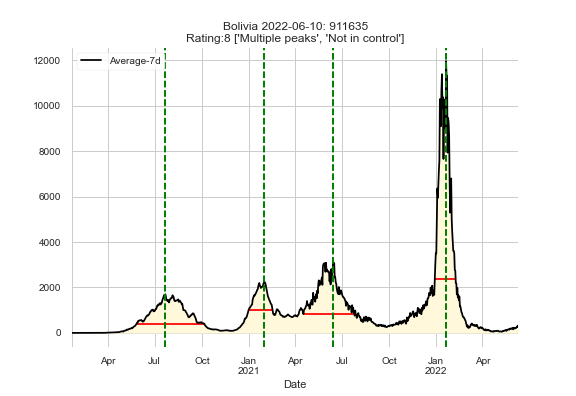 Bolivia 2022-06-10: 911635
Rating:8 ['Multiple peaks', 'Not in control']
Average-7d
12000
10000
8000
6000
4000
2000
0
Apr Jul Oct Jan Apr Jul Oct Jan Apr
2021 2022
Date